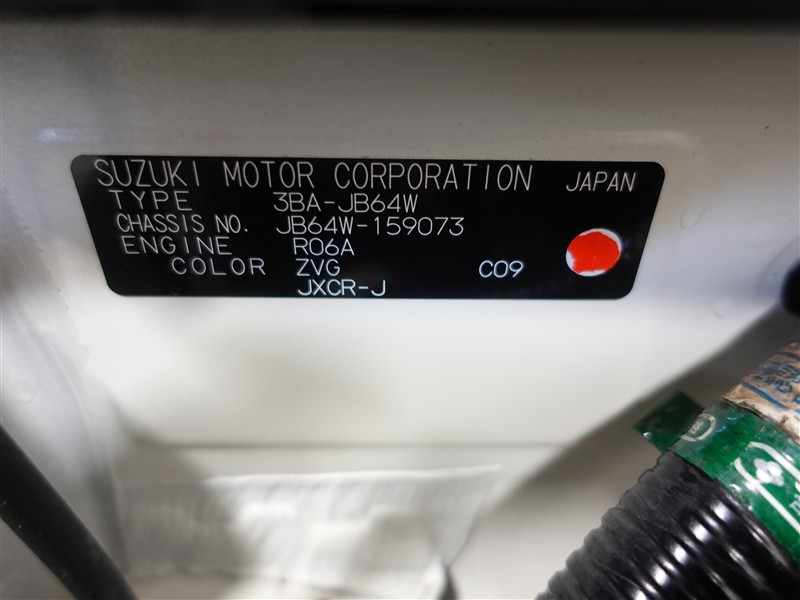 SUZUKI MOTOR CORPORATION JAPAN
TYPE 3BA-JB64W
CHASSIS NO. JB64W-159073
ENGINE R06A
COLOR ZVG C09
JXCR-J